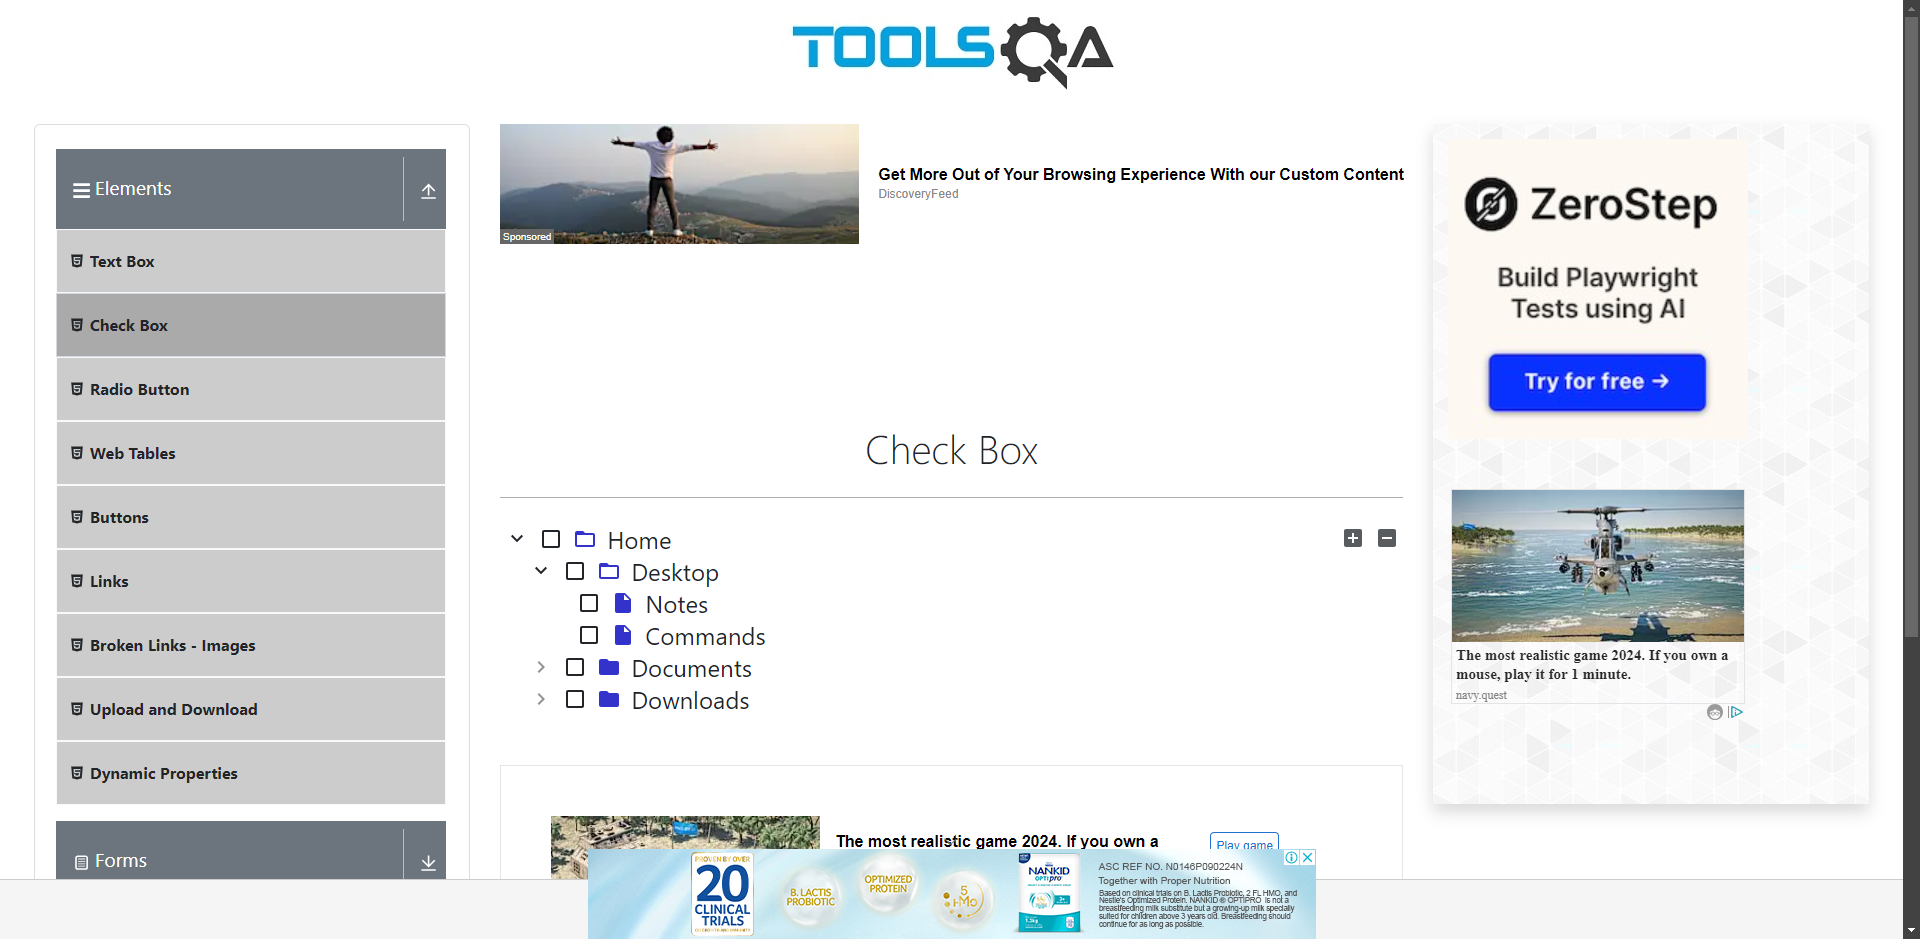 TOOLSQA
Elements
Text Box
Check Box
Radio Button
Web Tables
Buttons
Links
Broken Links - Images
Upload and Download
Dynamic Properties
Forms
Sponsored
Get More Out of Your Browsing Experience With our Custom Content
DiscoveryFeed
Check Box
Home
Desktop
Notes
Commands
Documents
Downloads
The most realistic game 2024. If you own a
Play game
ZeroStep
Build Playwright
Tests using AI
Try for free →
The most realistic game 2024. If you own a
mouse, play it for 1 minute.
navy.quest
PROVEN BY OVER
20
CLINICAL
TRIALS
B. LACTIS
PROBIOTIC
OPTIMIZED
PROTEIN
5
HMO
NANKID
OPTIPRO
ASC REF NO. N0146P090224N
Together with Proper Nutrition
Based on clinical trials on B. Lactis Probiotic, 2 FL HMO, and
Nestle's Optimized Protein. NANKID ® OPTIPRO is not a
breastfeeding milk substitute but a growing-up milk specially
suited for children above 3 years old. Breastfeeding should
continue for as long as possible.